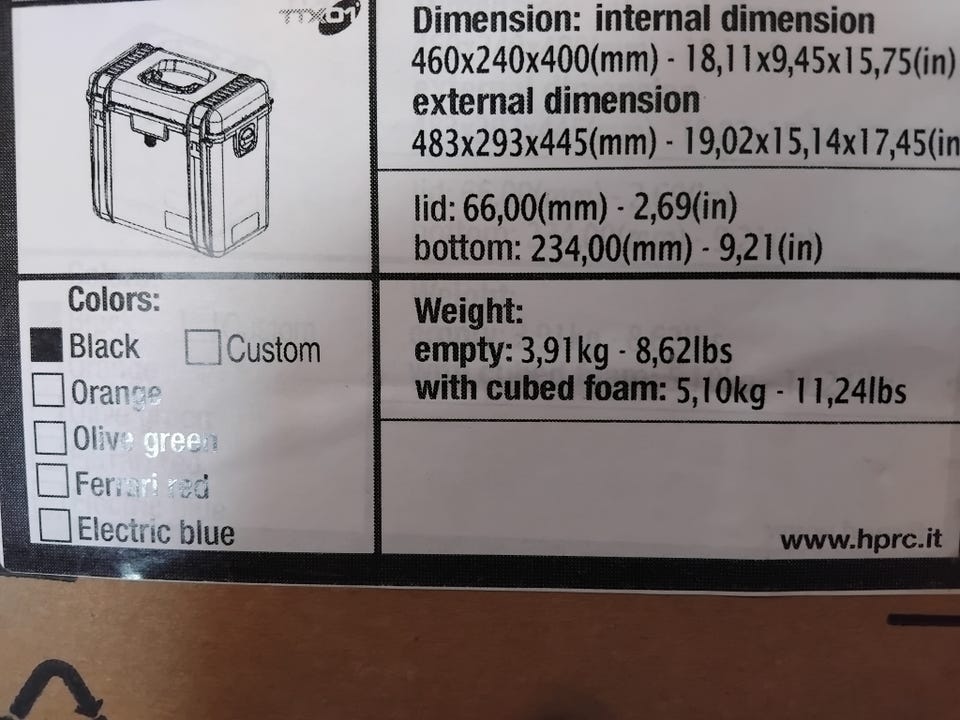 TTX01
Dimension: internal dimension
460x240x400(mm) - 18,11x9,45x15,75(in)
external dimension
483x293x445(mm) - 19,02x15,14x17,45(in
lid: 66,00(mm) - 2,69(in)
bottom: 234,00(mm) - 9,21(in)
Colors:
Black Custom
Orange
Olive green
Ferrari red
Electric blue
Weight:
empty: 3,91kg - 8,62lbs
with cubed foam: 5,10kg - 11,24lbs
www.hprc.it